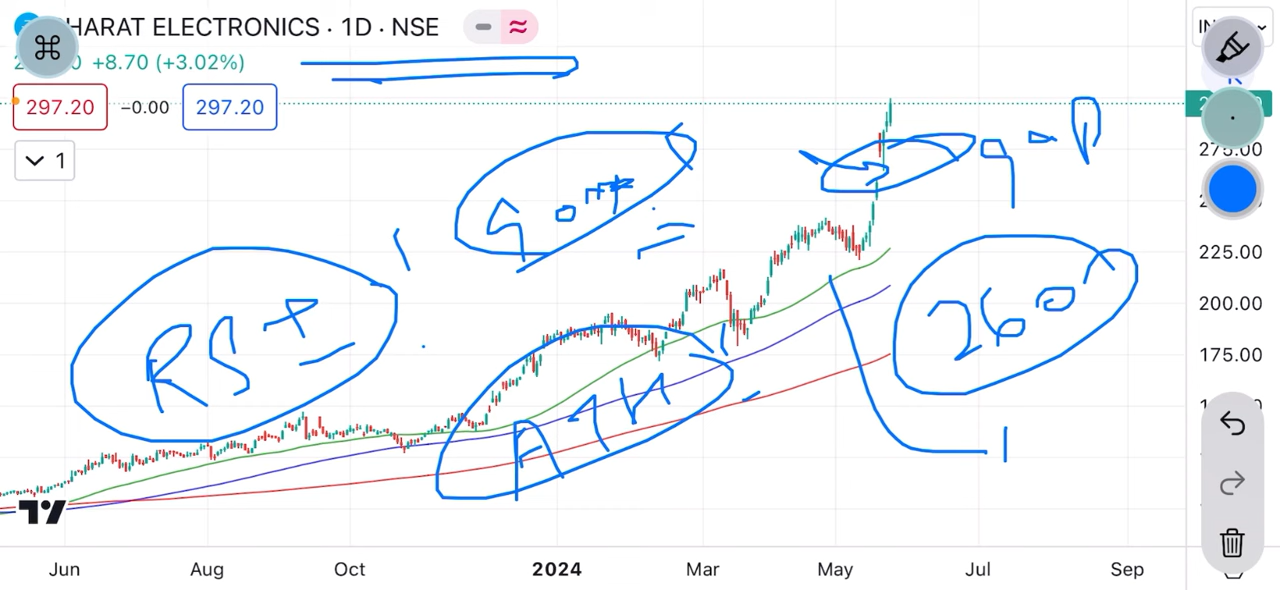 HARAT ELECTRONICS · 1D · NSE
+8.70 (+3.02%)
297.20 −0.00 297.20
1
275.00
225.00
200.00
175.00
RSI
gap
260
ATH
Jun Aug Oct 2024 Mar May Jul Sep